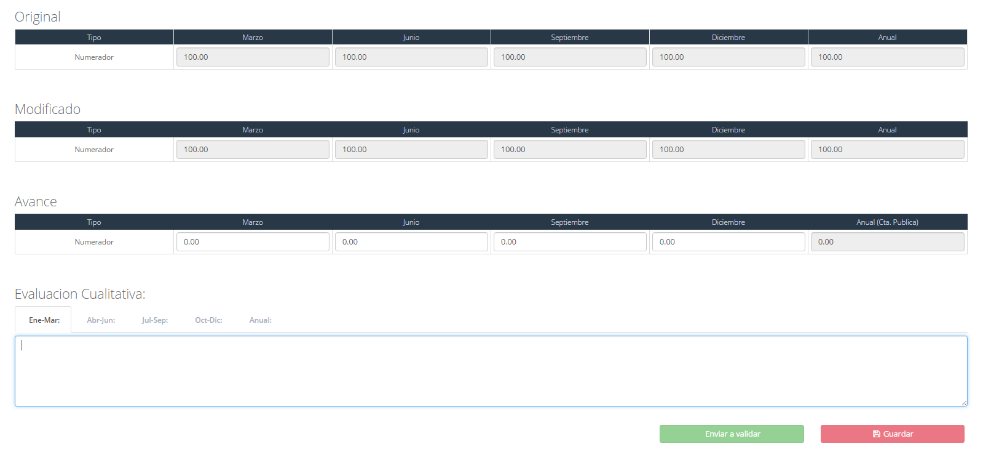 Original
Tipo Marzo Junio Septiembre Diciembre Anual
Numerador 100.00 100.00 100.00 100.00 100.00
Modificado
Tipo Marzo Junio Septiembre Diciembre Anual
Numerador 100.00 100.00 100.00 100.00 100.00
Avance
Tipo Marzo Junio Septiembre Diciembre Anual (Cta. Publica)
Numerador 0.00 0.00 0.00 0.00 0.00
Evaluacion Cualitativa:
Ene-Mar: Abr-Jun: Jul-Sep: Oct-Dic: Anual:
Enviar a validar Guardar